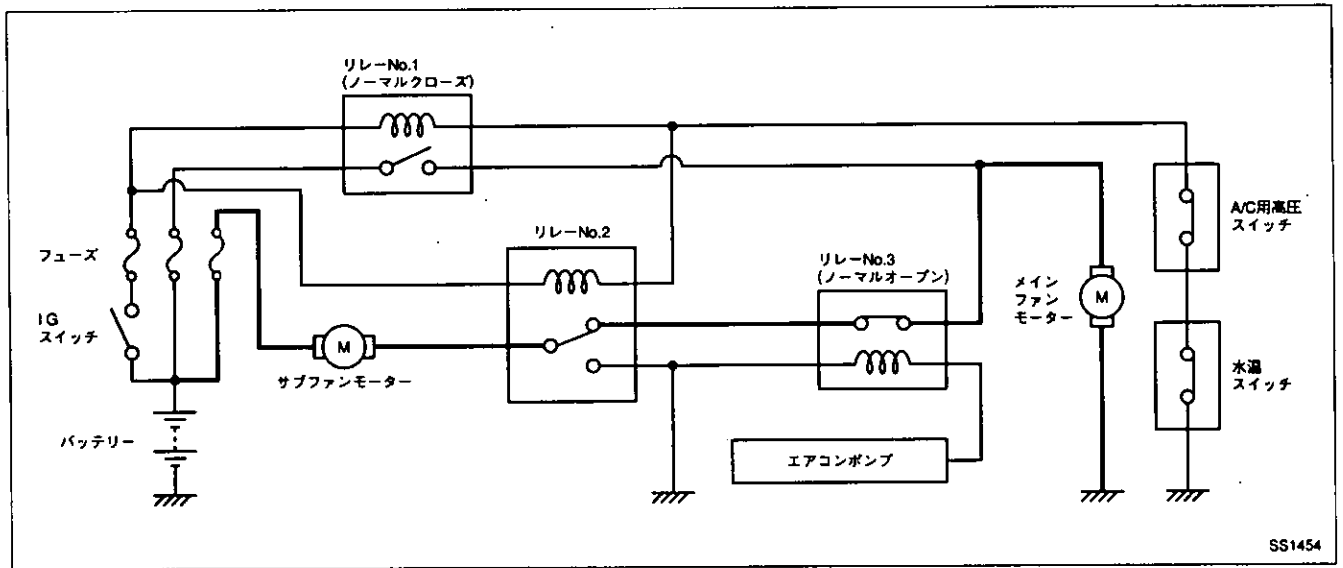 リレーNo.1
(ノーマルクローズ)
リレーNo.2
リレーNo.3
(ノーマルオープン)
A/C用高圧
スイッチ
フューズ
IG
スイッチ
M
サブファンモーター
メイン
ファン
モーター
M
水温
スイッチ
バッテリー
エアコンポンプ
SS1454